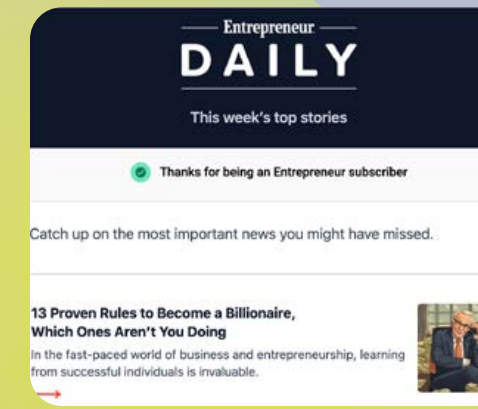 Entrepreneur
DAILY
This week's top stories
Thanks for being an Entrepreneur subscriber
Catch up on the most important news you might have missed.
13 Proven Rules to Become a Billionaire,
Which Ones Aren't You Doing
In the fast-paced world of business and entrepreneurship, learning
from successful individuals is invaluable.